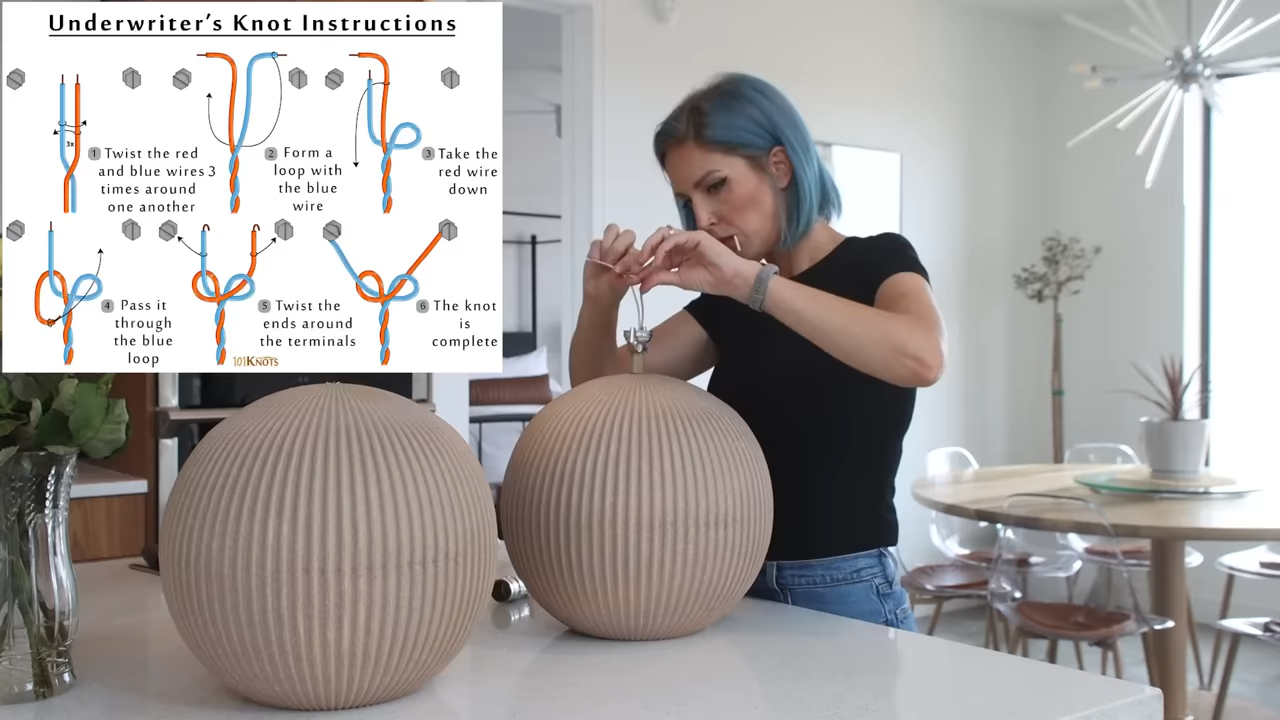 Underwriter's Knot Instructions
3x
1 Twist the red
and blue wires 3
times around
one another
2 Form a
loop with
the blue
wire
3 Take the
red wire
down
4 Pass it
through
the blue
loop
5 Twist the
ends around
the terminals
6 The knot
is
complete
101KNOTS